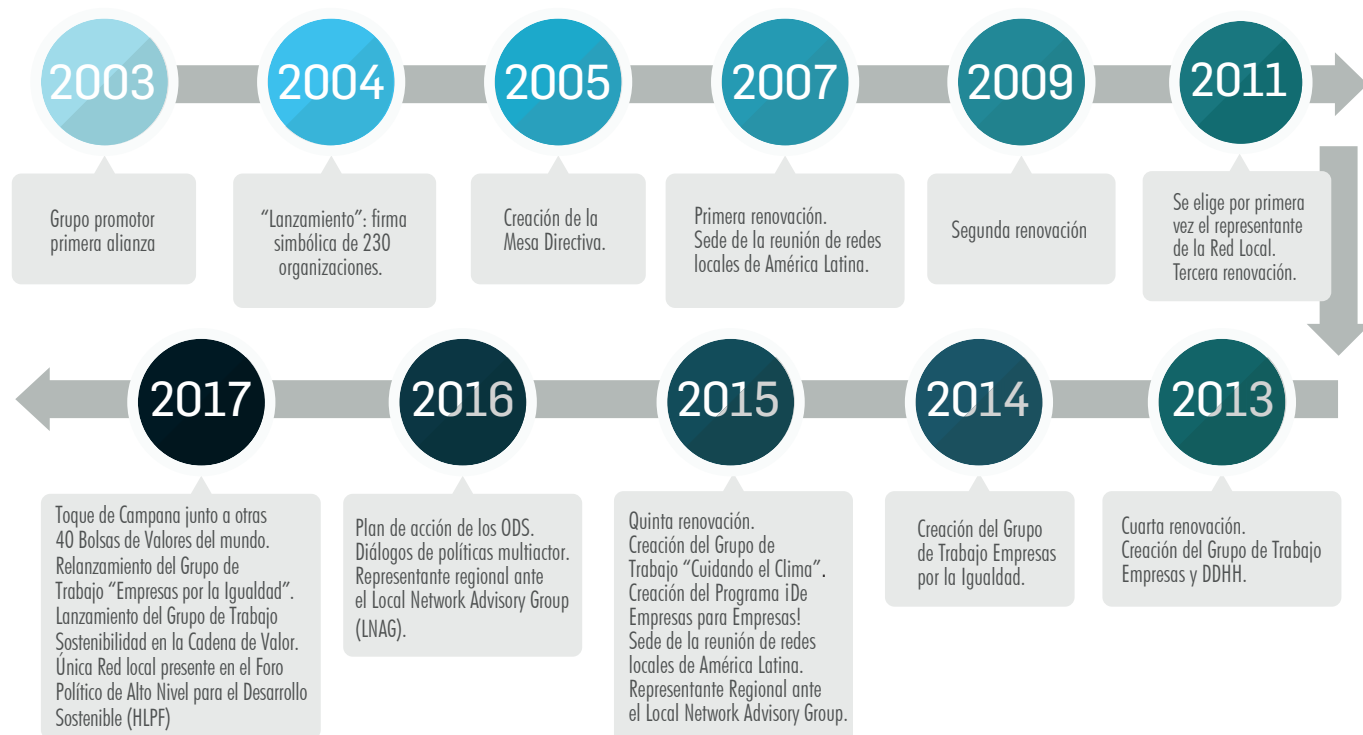 2003
Grupo promotor
primera alianza
2004
“Lanzamiento”: firma
simbólica de 230
organizaciones.
2005
Creación de la
Mesa Directiva.
2007
Primera renovación.
Sede de la reunión de redes
locales de América Latina.
2009
Segunda renovación
2011
Se elige por primera
vez el representante
de la Red Local.
Tercera renovación.
2013
Cuarta renovación.
Creación del Grupo de Trabajo
Empresas y DDHH.
2014
Creación del Grupo
de Trabajo Empresas
por la Igualdad.
2015
Quinta renovación.
Creación del Grupo de
Trabajo “Cuidando el Clima”.
Creación del Programa ¡De
Empresas para Empresas!
Sede de la reunión de redes
locales de América Latina.
Representante Regional ante
el Local Network Advisory Group.
2016
Plan de acción de los ODS.
Diálogos de políticas multiactor.
Representante regional ante
el Local Network Advisory Group
(LNAG).
2017
Toque de Campana junto a otras
40 Bolsas de Valores del mundo.
Relanzamiento del Grupo de
Trabajo “Empresas por la Igualdad”.
Lanzamiento del Grupo de Trabajo
Sostenibilidad en la Cadena de Valor.
Única Red local presente en el Foro
Político de Alto Nivel para el Desarrollo
Sostenible (HLPF)